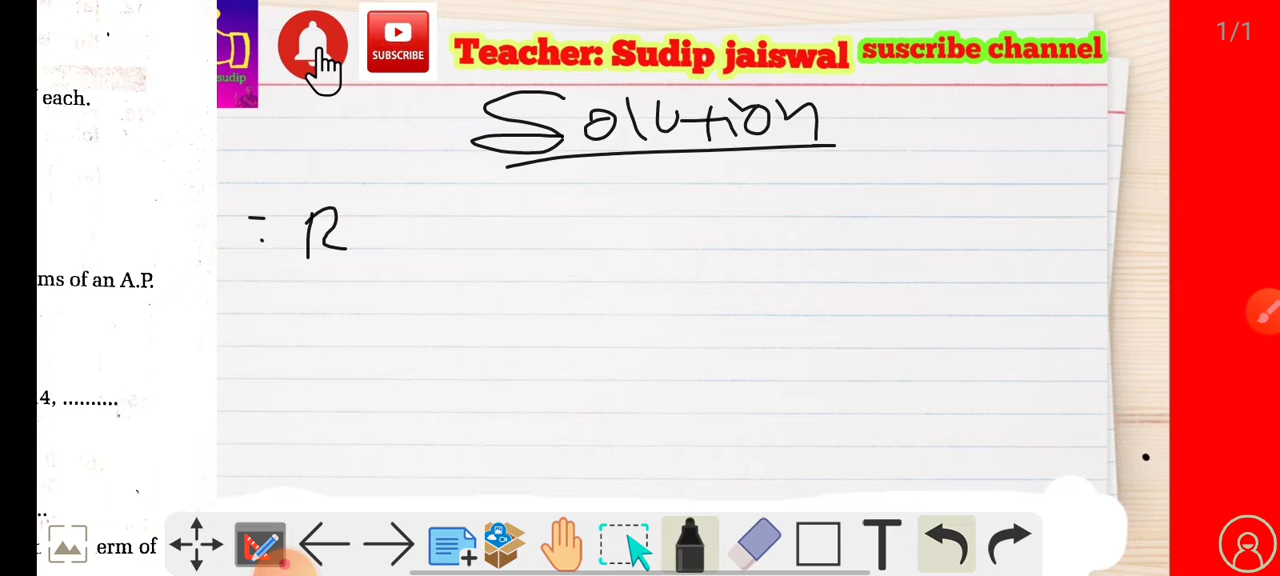 1/1
SUBSCRIBE
Teacher: Sudip jaiswal
suscribe channel
sudip
each.
Solution
= R
ms of an A.P.
4, ..........
..
erm of
T